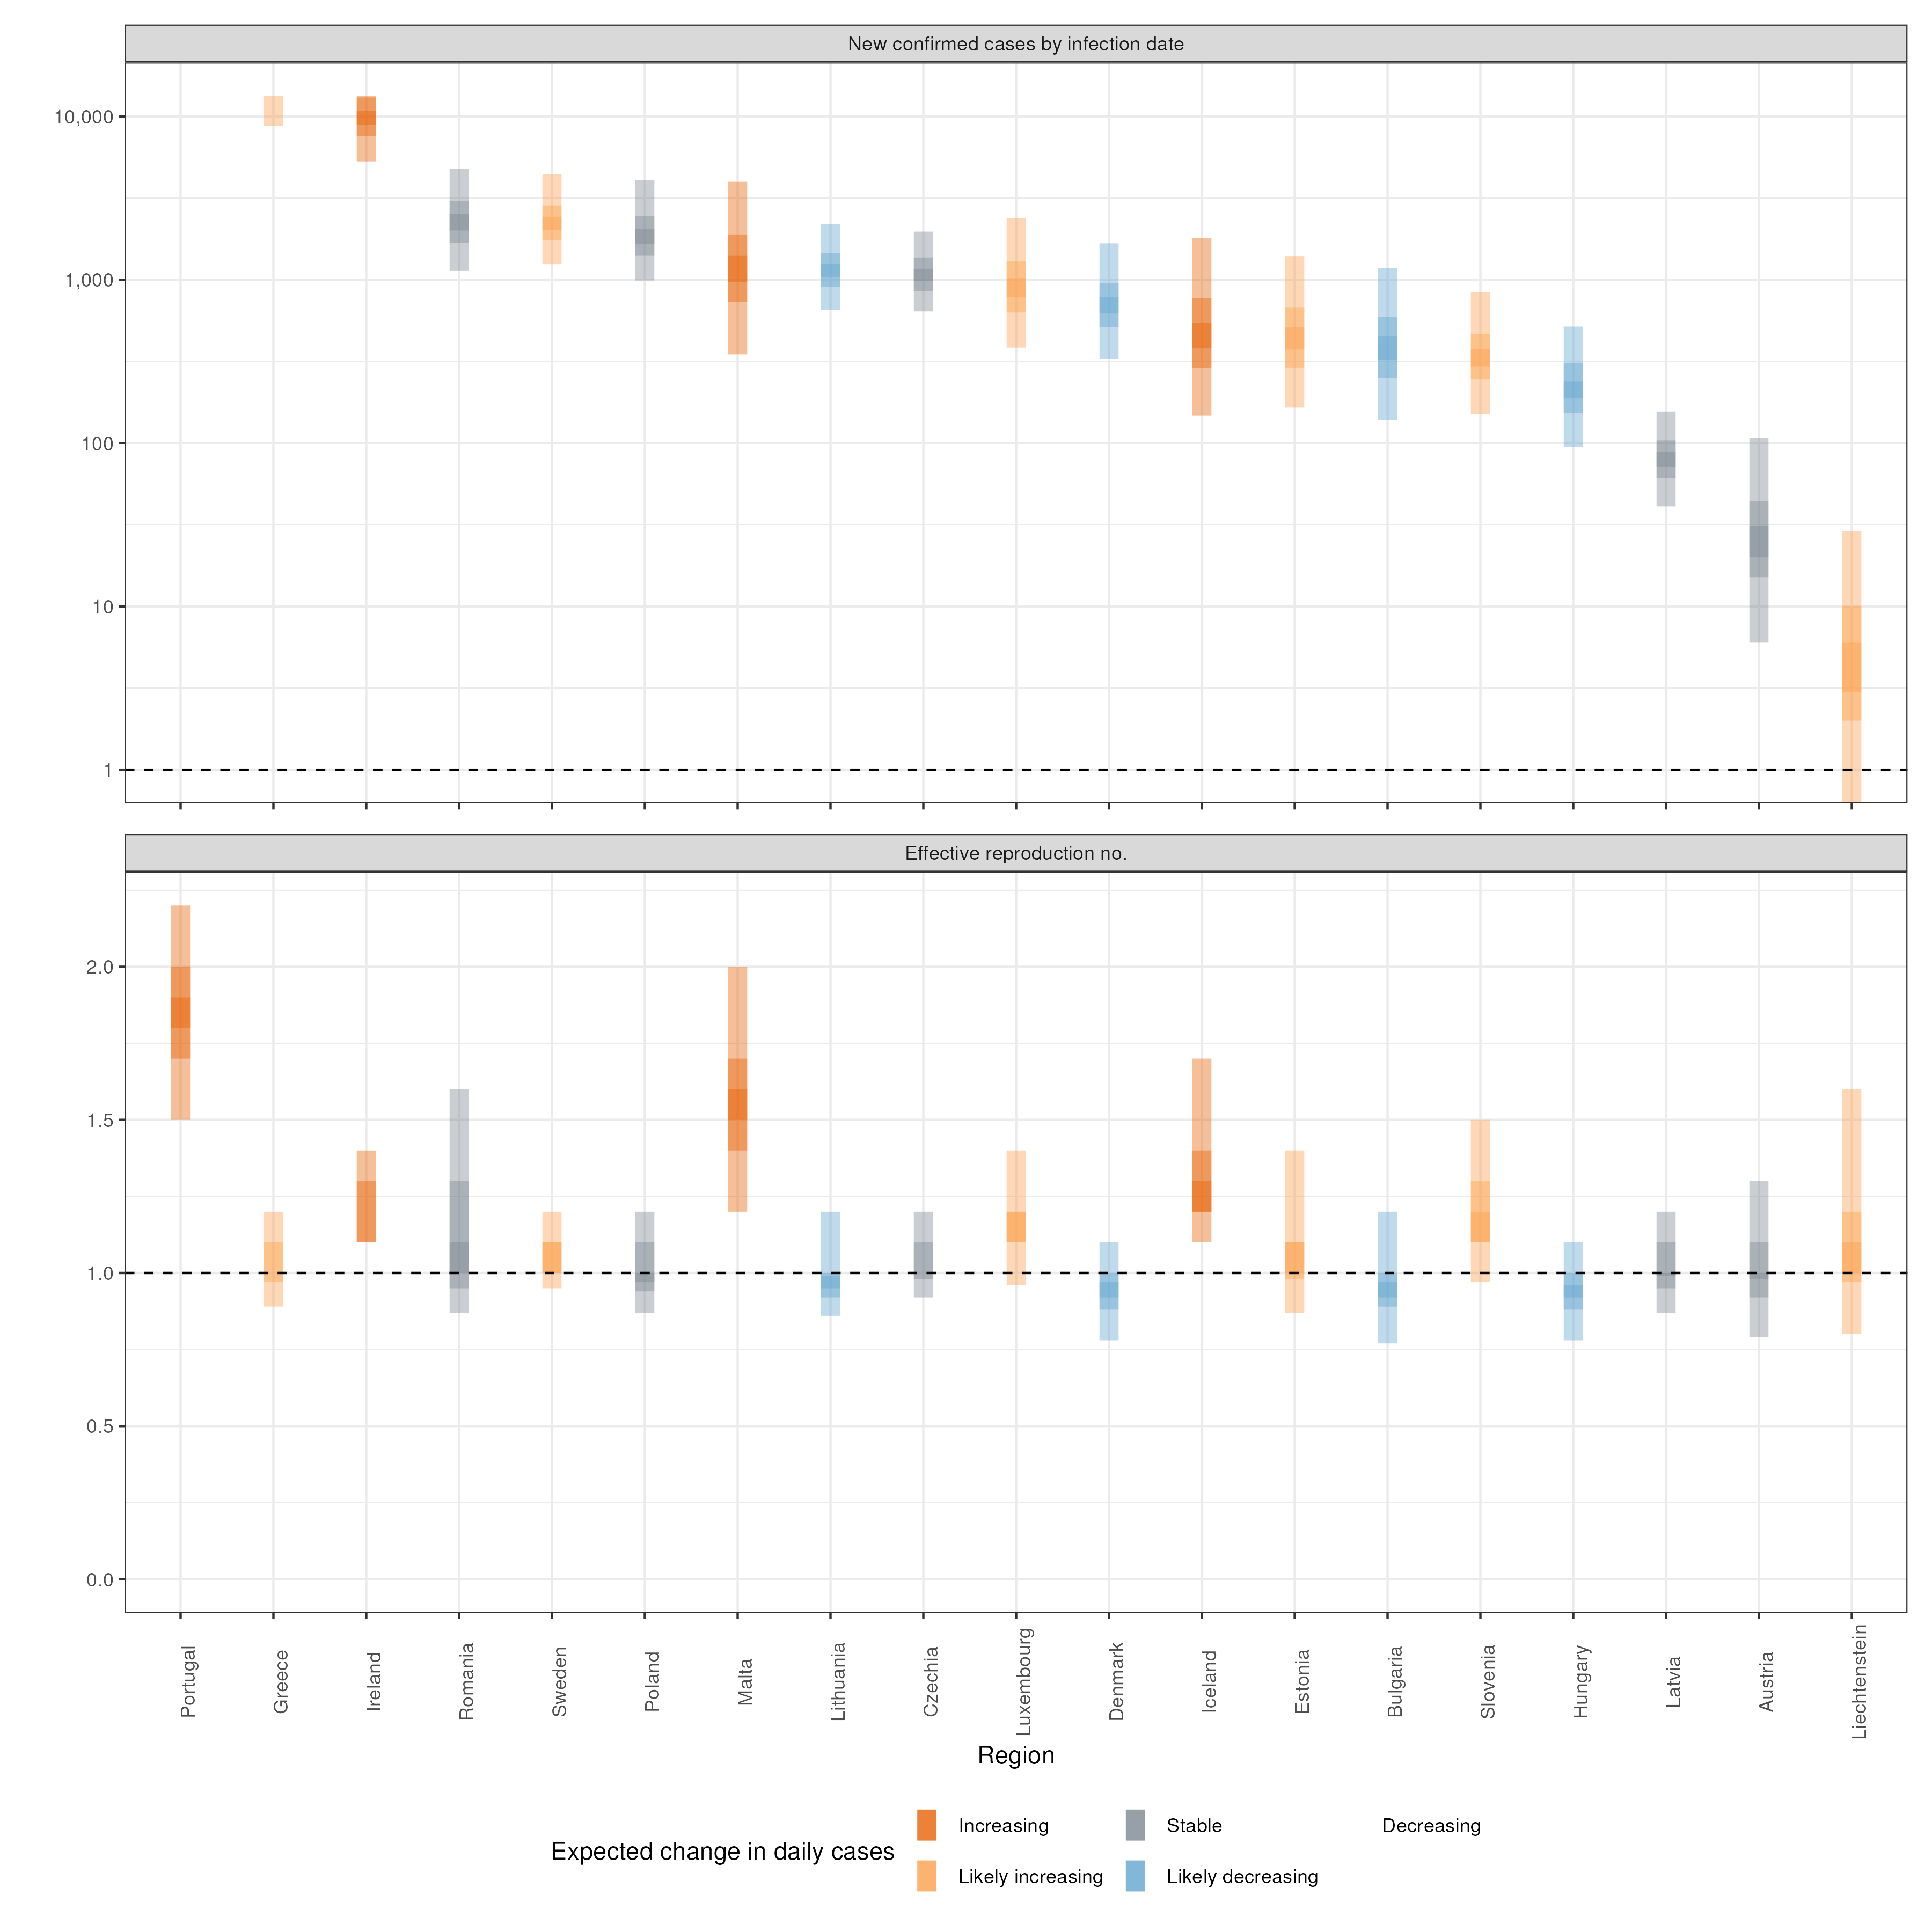 New confirmed cases by infection date
10,000
1,000
100
10
1
Effective reproduction no.
2.0
1.5
1.0
0.5
0.0
Portugal
Greece
Ireland
Romania
Sweden
Poland
Malta
Lithuania
Czechia
Luxembourg
Denmark
Iceland
Estonia
Bulgaria
Slovenia
Hungary
Latvia
Austria
Liechtenstein
Region
Expected change in daily cases
Increasing
Stable
Decreasing
Likely increasing
Likely decreasing